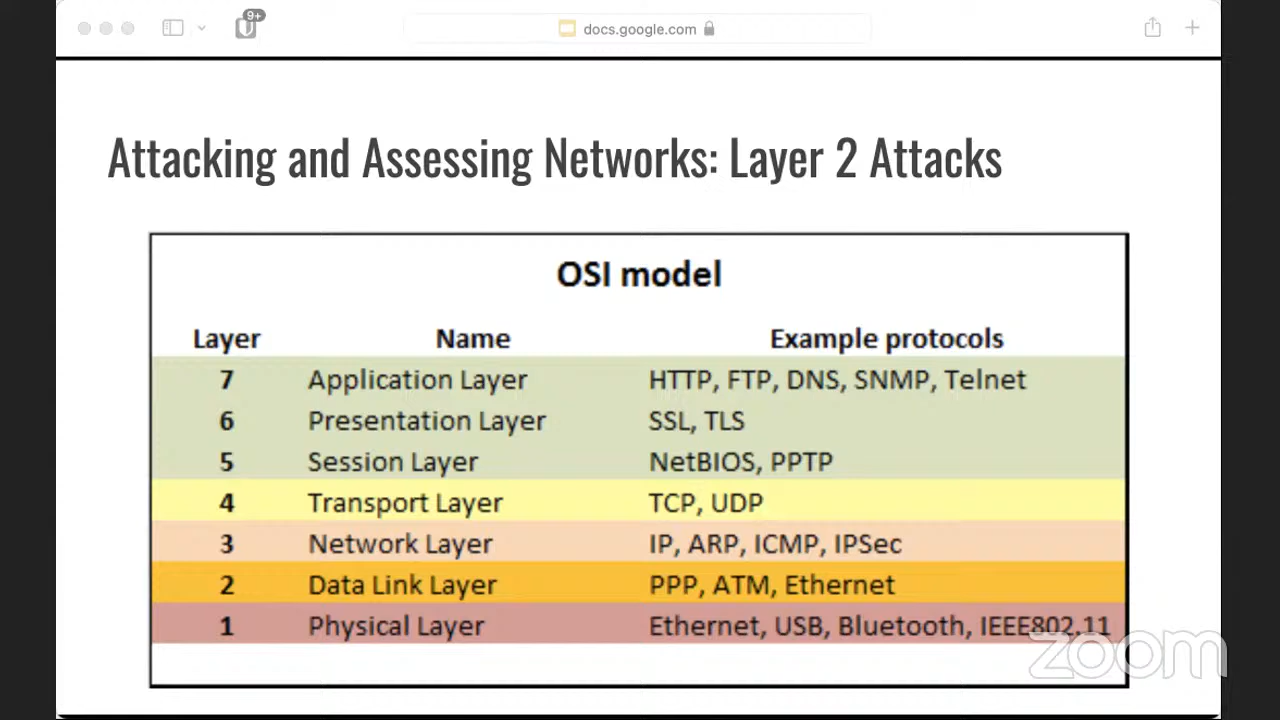 9+
docs.google.com
Attacking and Assessing Networks: Layer 2 Attacks
OSI model
Layer Name Example protocols
7 Application Layer HTTP, FTP, DNS, SNMP, Telnet
6 Presentation Layer SSL, TLS
5 Session Layer NetBIOS, PPTP
4 Transport Layer TCP, UDP
3 Network Layer IP, ARP, ICMP, IPSec
2 Data Link Layer PPP, ATM, Ethernet
1 Physical Layer Ethernet, USB, Bluetooth, IEEE802.11
zoom